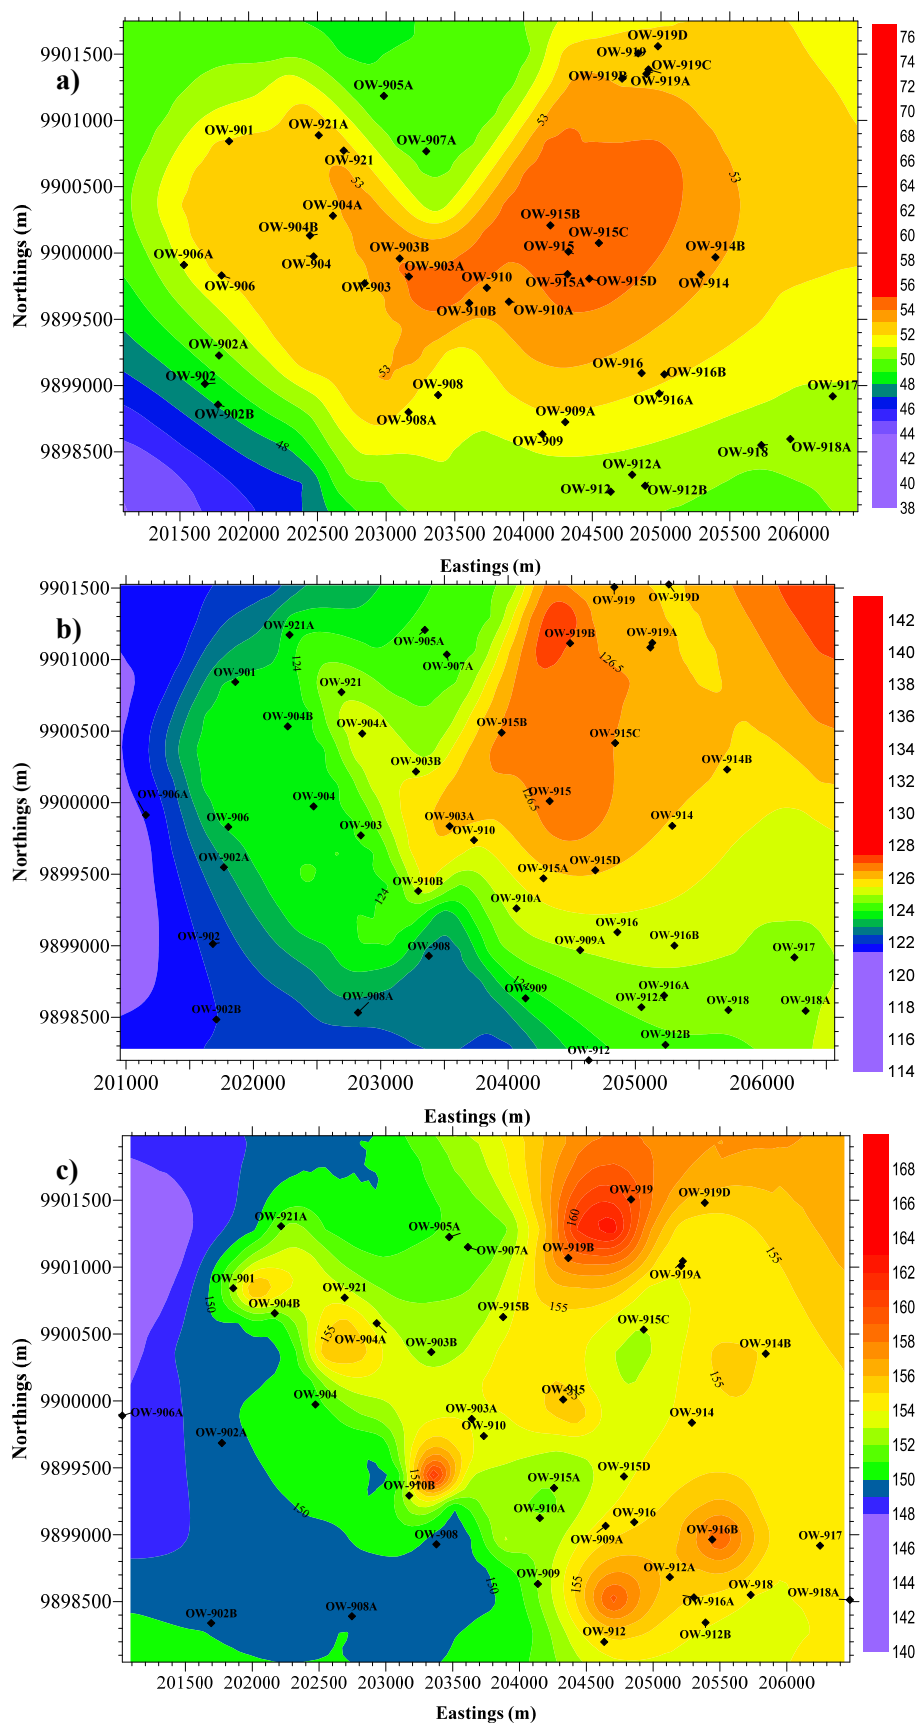 a)
9901500
9901000
9900500
9900000
9899500
9899000
9898500
Northings (m)
OW-919D
OW-919
OW-919C
OW-919B
OW-919A
OW-905A
OW-901
OW-921A
OW-907A
OW-921
53
53
53
OW-904A
OW-904B
OW-915B
OW-915C
OW-906A
OW-904
OW-903B
OW-903A
OW-915
OW-914B
OW-906
OW-903
OW-910
OW-915A
OW-915D
OW-914
OW-910B
OW-910A
OW-902A
OW-902
53
OW-908
OW-916
OW-916B
OW-917
OW-902B
OW-908A
OW-909A
OW-916A
48
OW-909
OW-918
OW-918A
OW-912A
OW-912
OW-912B
201500 202000 202500 203000 203500 204000 204500 205000 205500 206000
Eastings (m)
76
74
72
70
68
66
64
62
60
58
56
54
52
50
48
46
44
42
40
38
b)
9901500
9901000
9900500
9900000
9899500
9899000
9898500
Northings (m)
OW-919
OW-919D
OW-921A
OW-905A
OW-919B
OW-919A
124
OW-907A
126.5
OW-901
OW-921
OW-904B
OW-904A
OW-915B
OW-915C
OW-903B
OW-914B
OW-906A
OW-904
126.5
OW-915
OW-906
OW-903
OW-903A
OW-910
OW-914
OW-902A
OW-910B
OW-915A
OW-915D
124
OW-910A
OW-902
OW-908
OW-909A
OW-916
OW-916B
OW-917
OW-908A
OW-909
OW-916A
OW-912A
OW-918
OW-918A
OW-902B
OW-912B
OW-912
201000 202000 203000 204000 205000 206000
Eastings (m)
142
140
138
136
134
132
130
128
126
124
122
120
118
116
114
c)
9901500
9901000
9900500
9900000
9899500
9899000
9898500
Northings (m)
OW-919
OW-919D
OW-921A
OW-905A
160
OW-907A
OW-919B
OW-919A
155
OW-901
OW-921
150
OW-904B
OW-915B
155
OW-915C
155
OW-904A
OW-903B
OW-914B
OW-904
OW-915
155
OW-906A
OW-902A
OW-903A
OW-910
OW-914
OW-910B
OW-915A
OW-915D
150
OW-910A
OW-908
OW-909A
OW-916
OW-916B
OW-917
OW-909
150
155
OW-912A
OW-918
OW-918A
OW-902B
OW-908A
OW-916A
OW-912
OW-912B
201500 202000 202500 203000 203500 204000 204500 205000 205500 206000
Eastings (m)
168
166
164
162
160
158
156
154
152
150
148
146
144
142
140